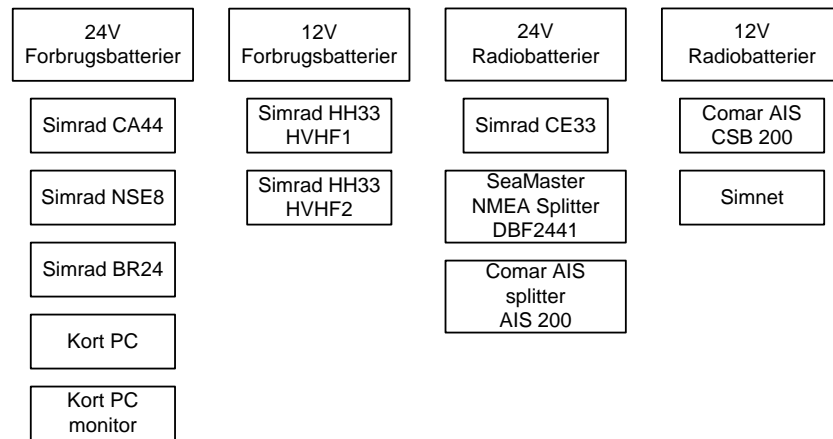 24V
Forbrugsbatterier
12V
Forbrugsbatterier
24V
Radiobatterier
12V
Radiobatterier
Simrad CA44
Simrad HH33
HVHF1
Simrad CE33
Comar AIS
CSB 200
Simrad NSE8
Simrad HH33
HVHF2
SeaMaster
NMEA Splitter
DBF2441
Simnet
Simrad BR24
Comar AIS
splitter
AIS 200
Kort PC
Kort PC
monitor